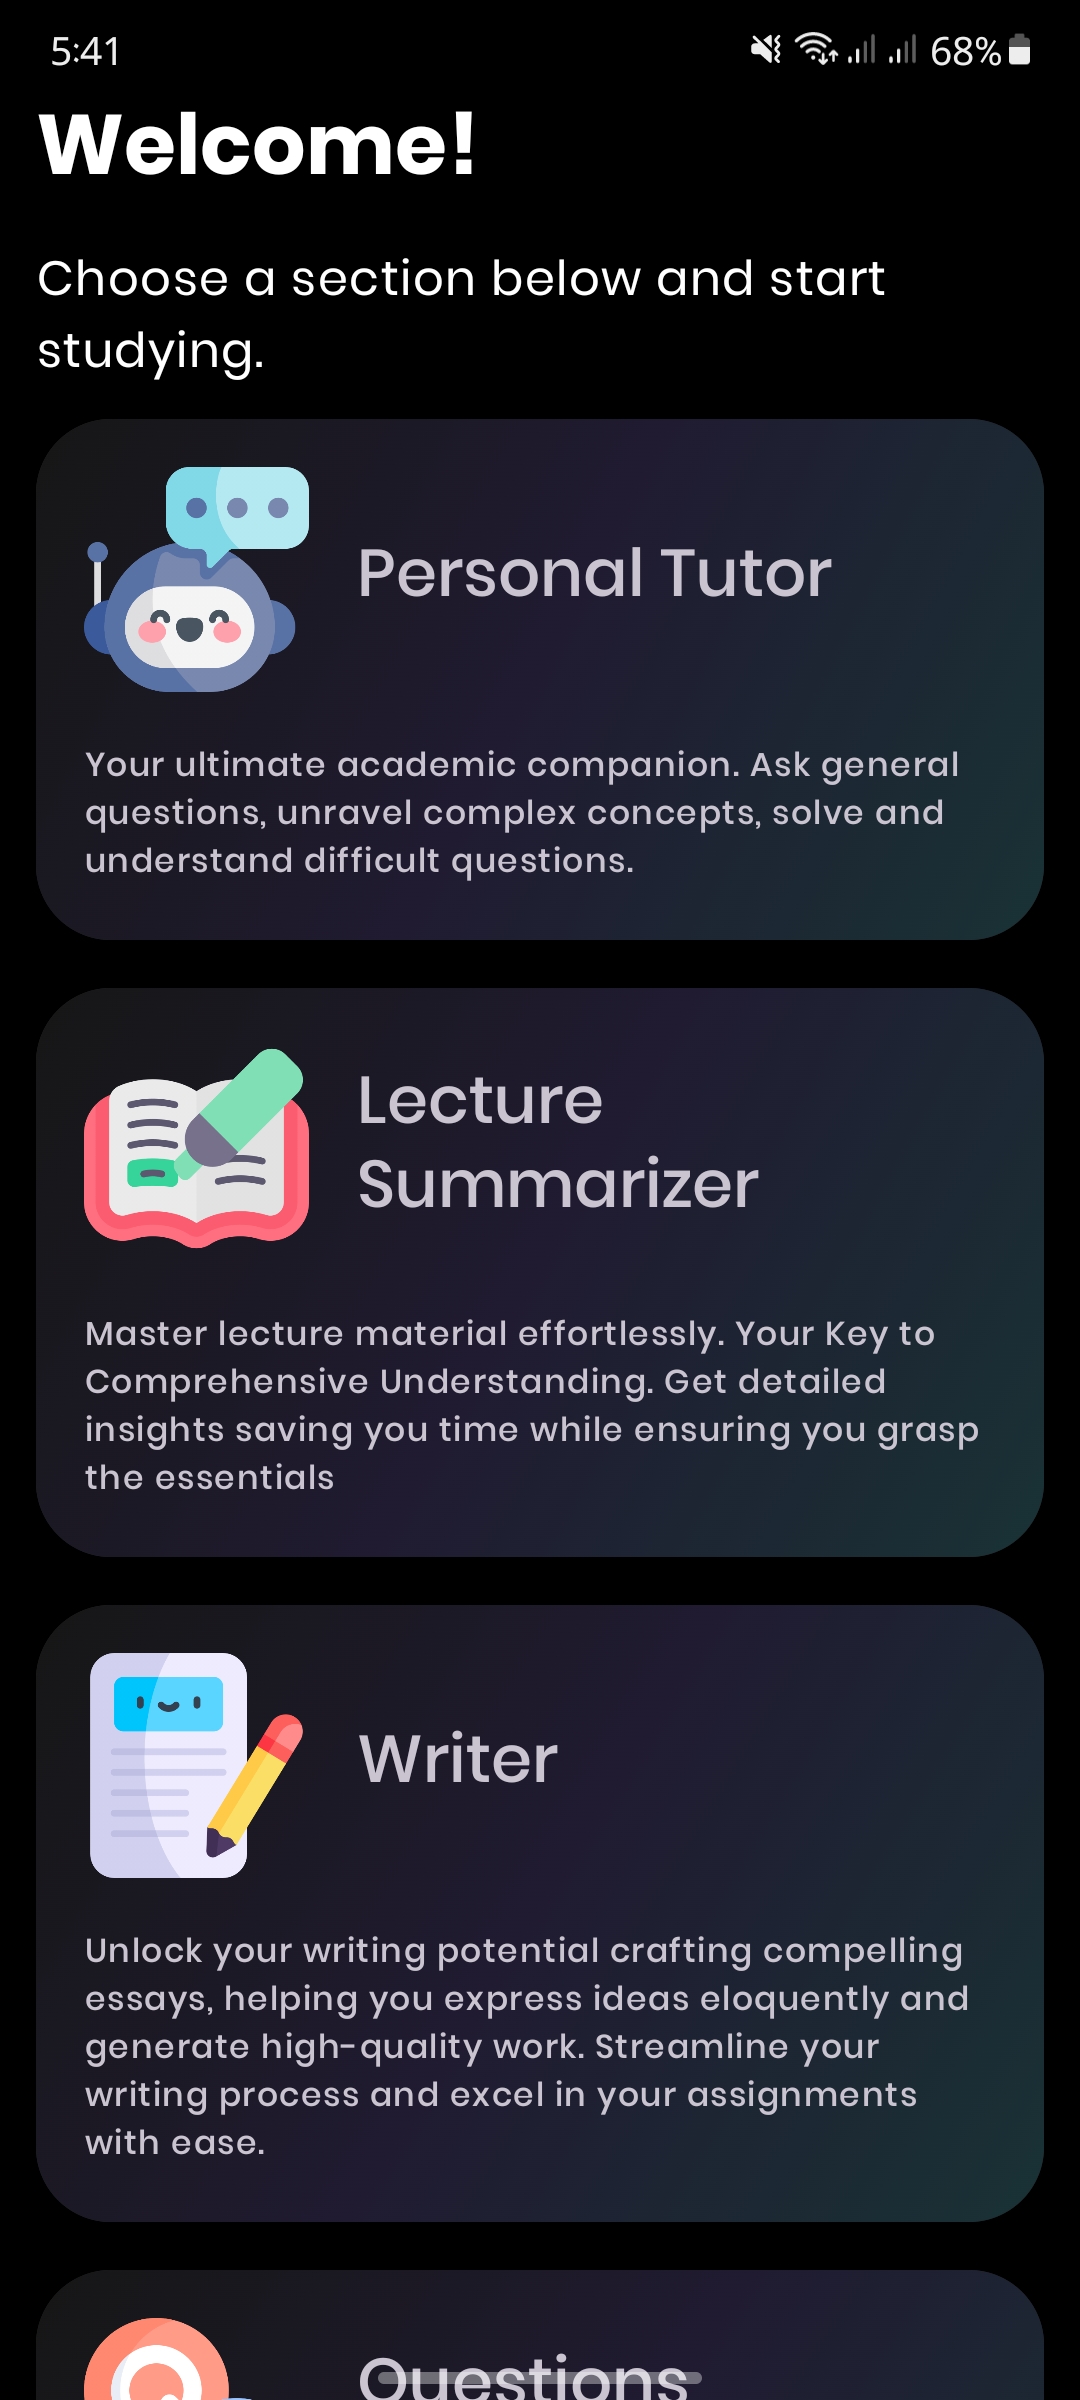 5:41
68%
Welcome!
Choose a section below and start
studying.
Personal Tutor
Your ultimate academic companion. Ask general
questions, unravel complex concepts, solve and
understand difficult questions.
Lecture
Summarizer
Master lecture material effortlessly. Your Key to
Comprehensive Understanding. Get detailed
insights saving you time while ensuring you grasp
the essentials
Writer
Unlock your writing potential crafting compelling
essays, helping you express ideas eloquently and
generate high-quality work. Streamline your
writing process and excel in your assignments
with ease.
Questions